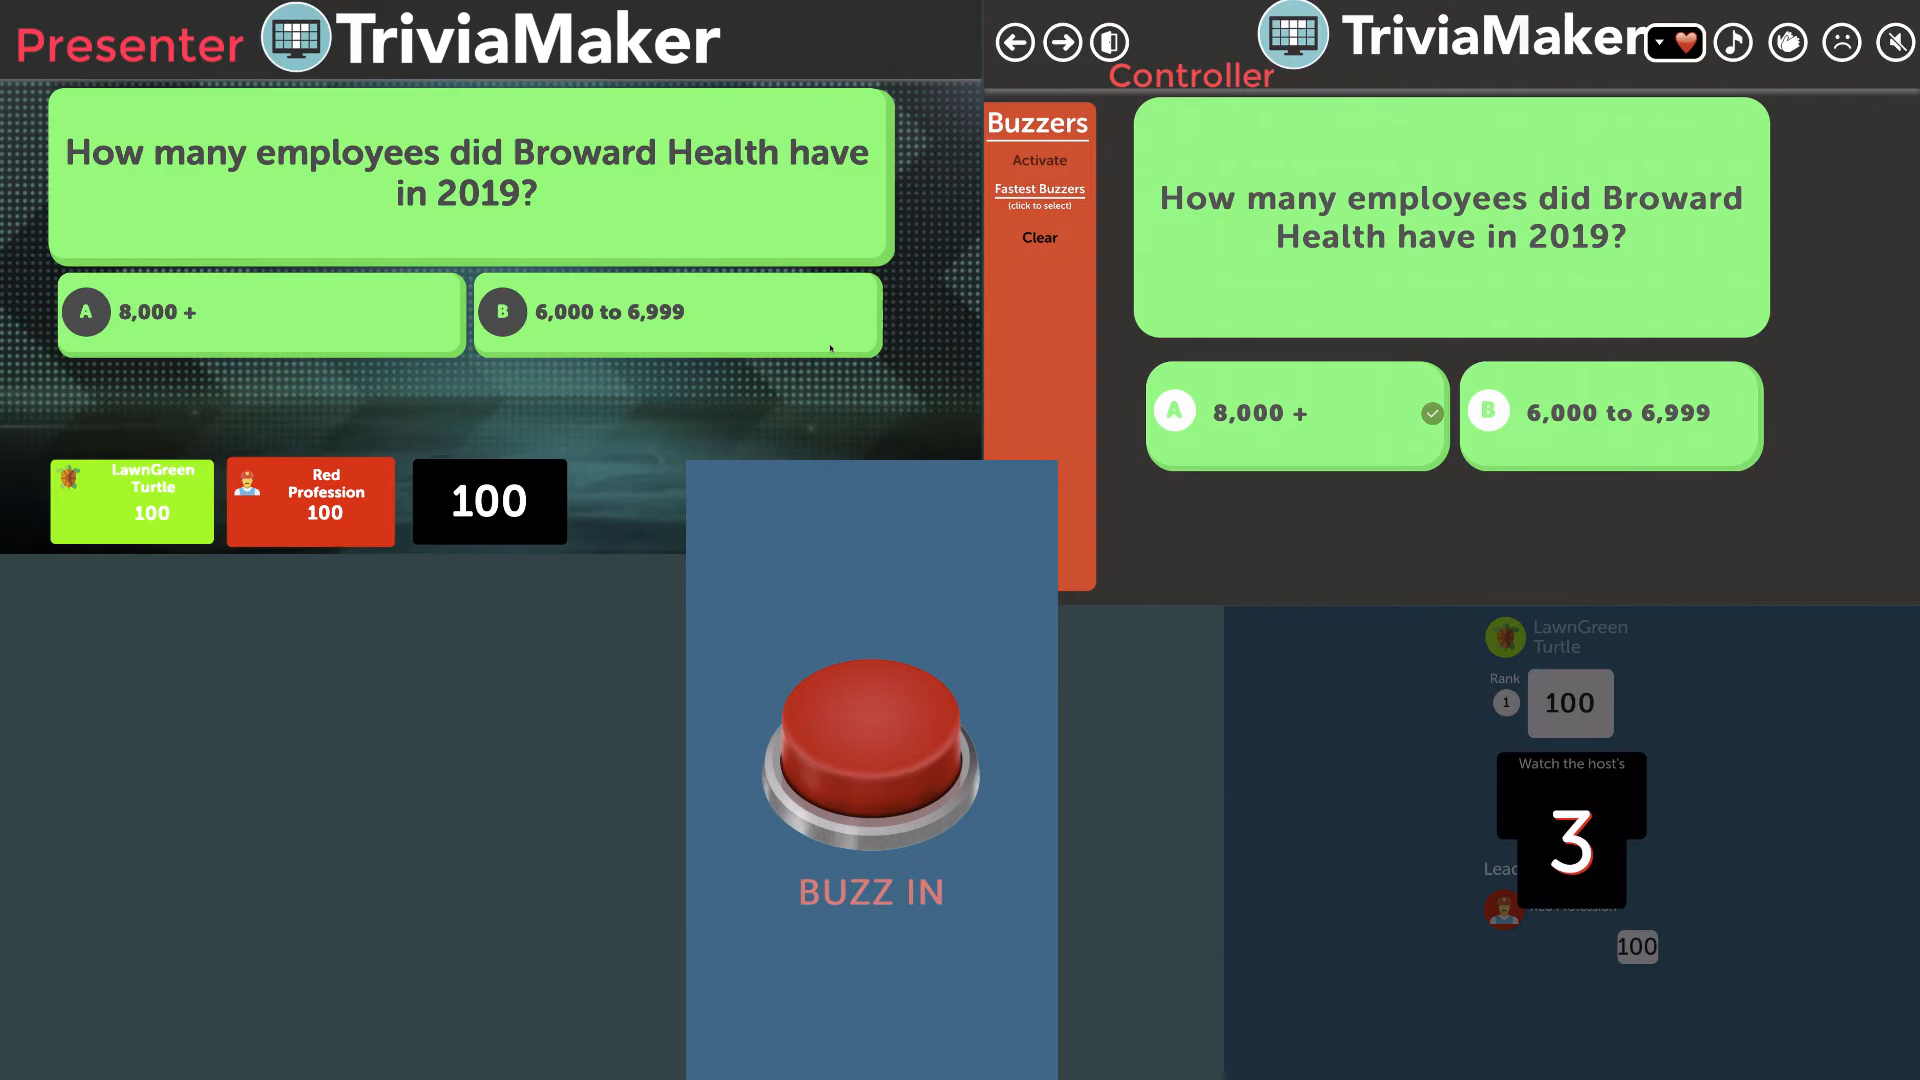 Presenter
TriviaMaker
How many employees did Broward Health have
in 2019?
A
8,000 +
B
6,000 to 6,999
LawnGreen
Turtle
100
Red
Profession
100
100
TriviaMaker
Controller
Buzzers
Activate
Fastest Buzzers
(click to select)
Clear
How many employees did Broward
Health have in 2019?
A
8,000 +
B
6,000 to 6,999
BUZZ IN
LawnGreen
Turtle
Rank
1
100
Watch the host's
3
Lead
Red Profession
100